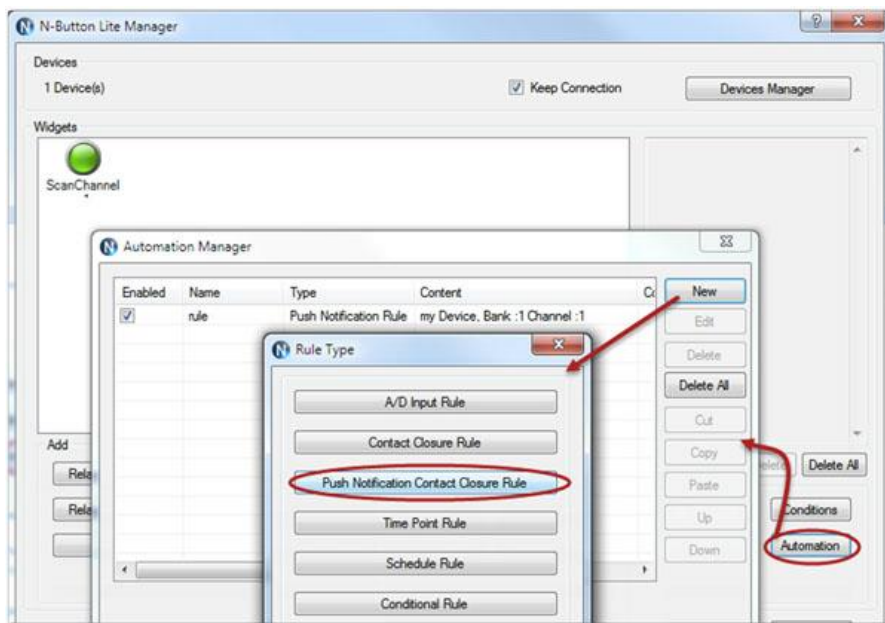 N-Button Lite Manager
Devices
1 Device(s)
Keep Connection
Devices Manager
Widgets
ScanChannel
Automation Manager
Enabled Name Type Content
rule Push Notification Rule my Device, Bank :1 Channel :1
New
Edit
Delete
Delete All
Cut
Copy
Paste
Up
Down
Rule Type
A/D Input Rule
Contact Closure Rule
Push Notification Contact Closure Rule
Time Point Rule
Schedule Rule
Conditional Rule
Add
Delete All
Conditions
Automation